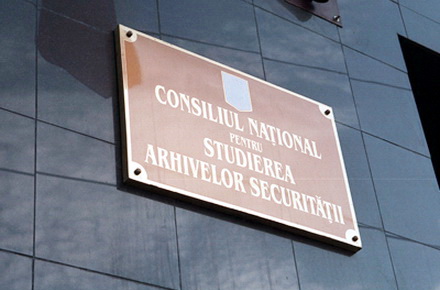 CONSILIUL NAȚIONAL
PENTRU
STUDIEREA
ARHIVELOR SECURITĂȚII